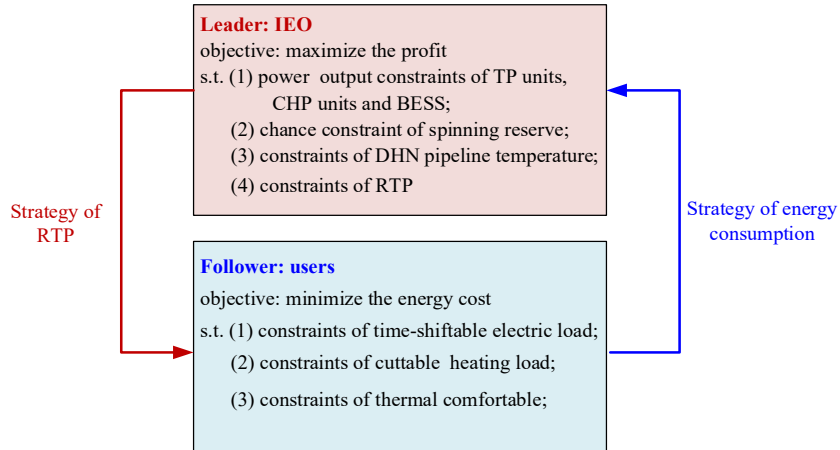 Leader: IEO
objective: maximize the profit
s.t. (1) power output constraints of TP units,
CHP units and BESS;
(2) chance constraint of spinning reserve;
(3) constraints of DHN pipeline temperature;
(4) constraints of RTP
Strategy of
RTP
Strategy of energy
consumption
Follower: users
objective: minimize the energy cost
s.t. (1) constraints of time-shiftable electric load;
(2) constraints of cuttable heating load;
(3) constraints of thermal comfortable;